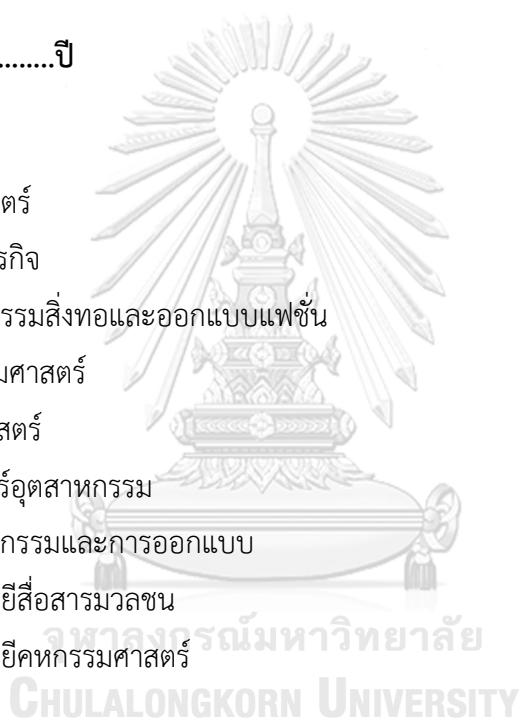 ........ปี
ตร์
รกิจ
รรมสิ่งทอและออกแบบแฟชั่น
มศาสตร์
สตร์
ร์อุตสาหกรรม
กรรมและการออกแบบ
ยีสื่อสารมวลชน
จุฬาลงกรณ์มหาวิทยาลัย
ยีคหกรรมศาสตร์
CHULALONGKORN UNIVERSITY